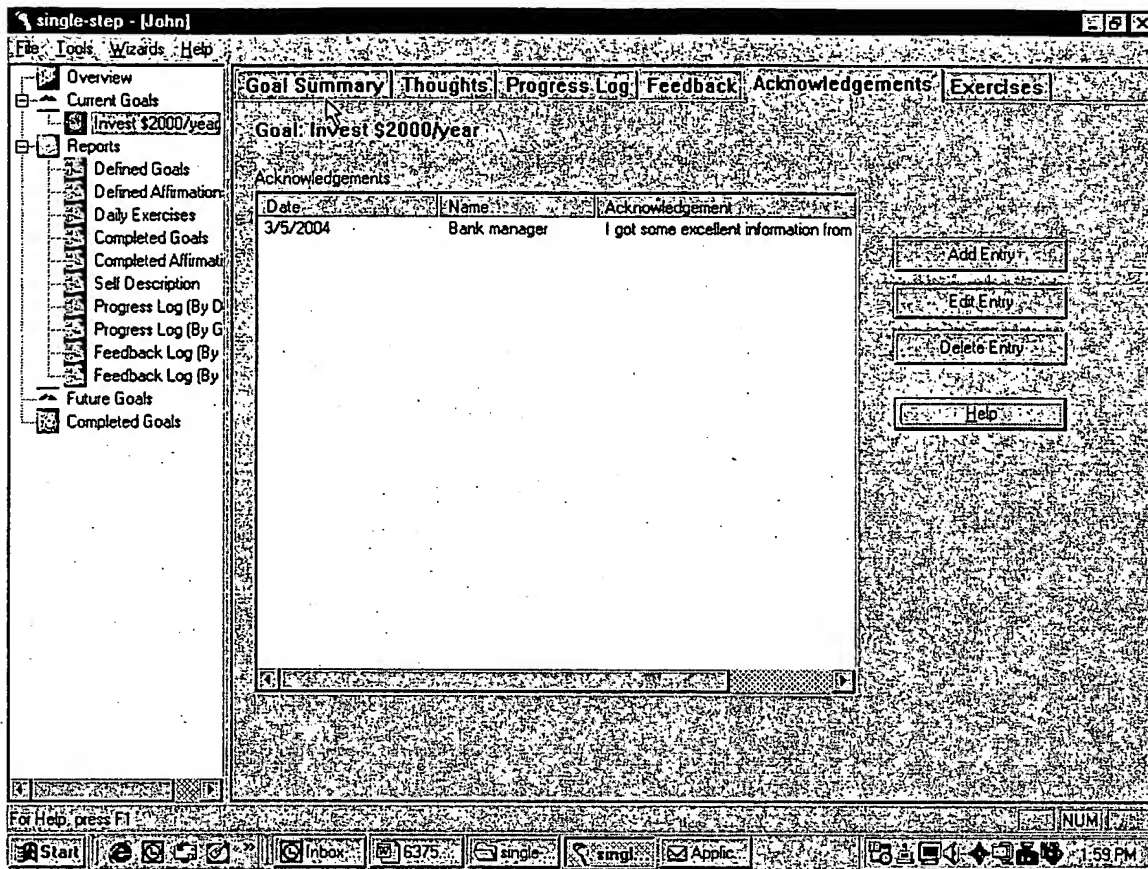 single-step - [John]
File Tools Wizards Help
Overview
Current Goals
Invest $2000/year
Reports
Defined Goals
Defined Affirmation
Daily Exercises
Completed Goals
Completed Affirmati
Self Description
Progress Log (By D
Progress Log (By G
Feedback Log (By
Feedback Log (By
Future Goals
Completed Goals
Goal Summary Thoughts Progress Log Feedback Acknowledgements Exercises
Goal: Invest $2000/year
Acknowledgements
Date Name Acknowledgement
3/5/2004 Bank manager I got some excellent information from
Add Entry
Edit Entry
Delete Entry
Help
For Help, press F1 NUM
Start Inbox 6375 single- singl Applic 1:59 PM